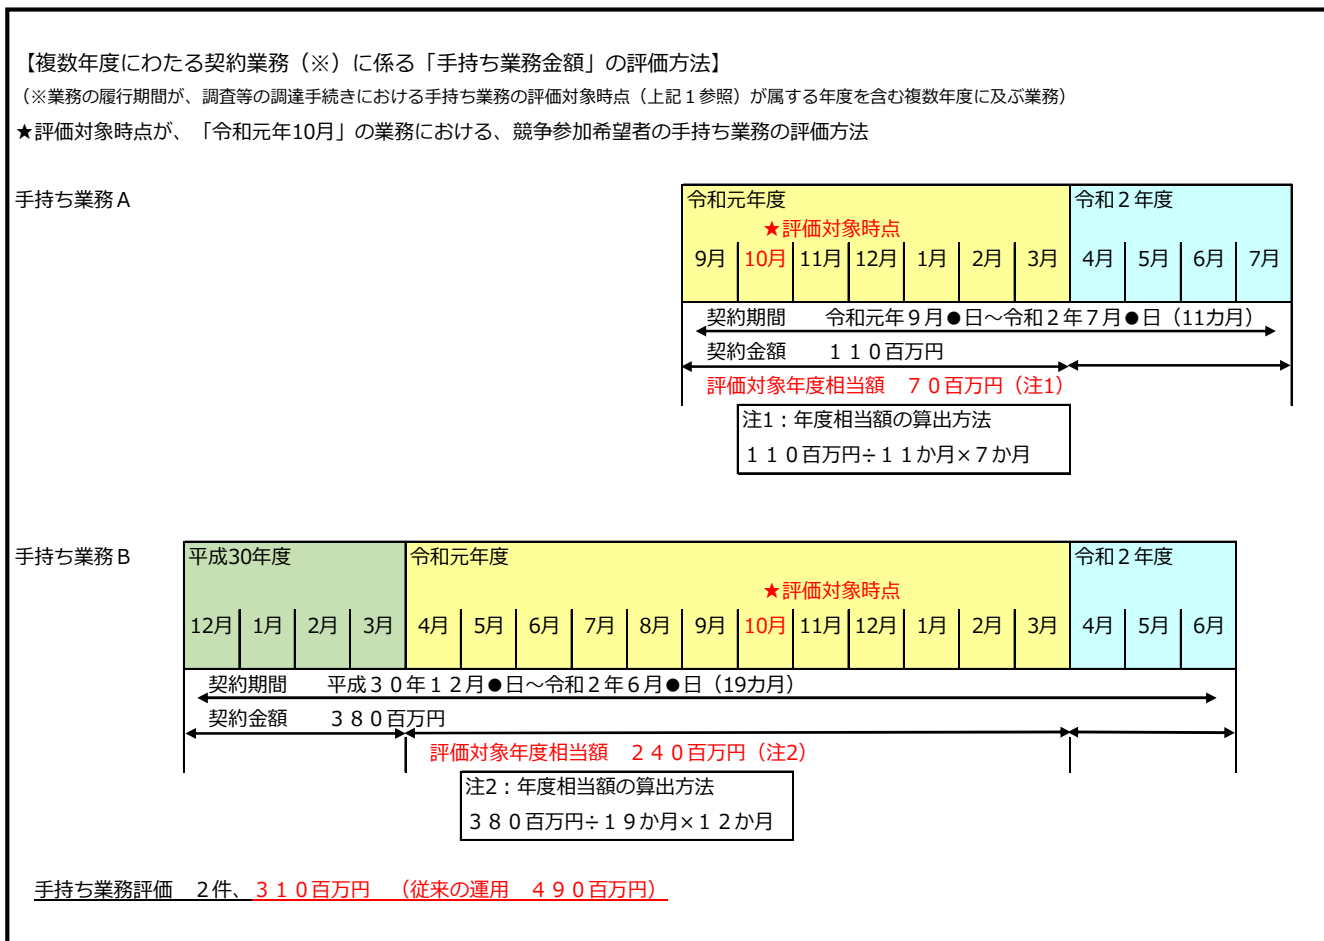 【複数年度にわたる契約業務（※）に係る「手持ち業務金額」の評価方法】
（※業務の履行期間が、調査等の調達手続きにおける手持ち業務の評価対象時点（上記１参照）が属する年度を含む複数年度に及ぶ業務）
★評価対象時点が、「令和元年10月」の業務における、競争参加希望者の手持ち業務の評価方法
手持ち業務Ａ
令和元年度 令和２年度
★評価対象時点
9月 10月 11月 12月 1月 2月 3月 4月 5月 6月 7月
契約期間　令和元年９月●日～令和２年７月●日（11カ月）
契約金額　１１０百万円
評価対象年度相当額　７０百万円（注1）
注1：年度相当額の算出方法
１１０百万円÷１１か月×７か月
手持ち業務Ｂ
平成30年度 令和元年度 令和２年度
★評価対象時点
12月 1月 2月 3月 4月 5月 6月 7月 8月 9月 10月 11月 12月 1月 2月 3月 4月 5月 6月
契約期間　平成３０年１２月●日～令和２年６月●日（19カ月）
契約金額　３８０百万円
評価対象年度相当額　２４０百万円（注2）
注2：年度相当額の算出方法
３８０百万円÷１９か月×１２か月
手持ち業務評価　２件、３１０百万円　（従来の運用　４９０百万円）